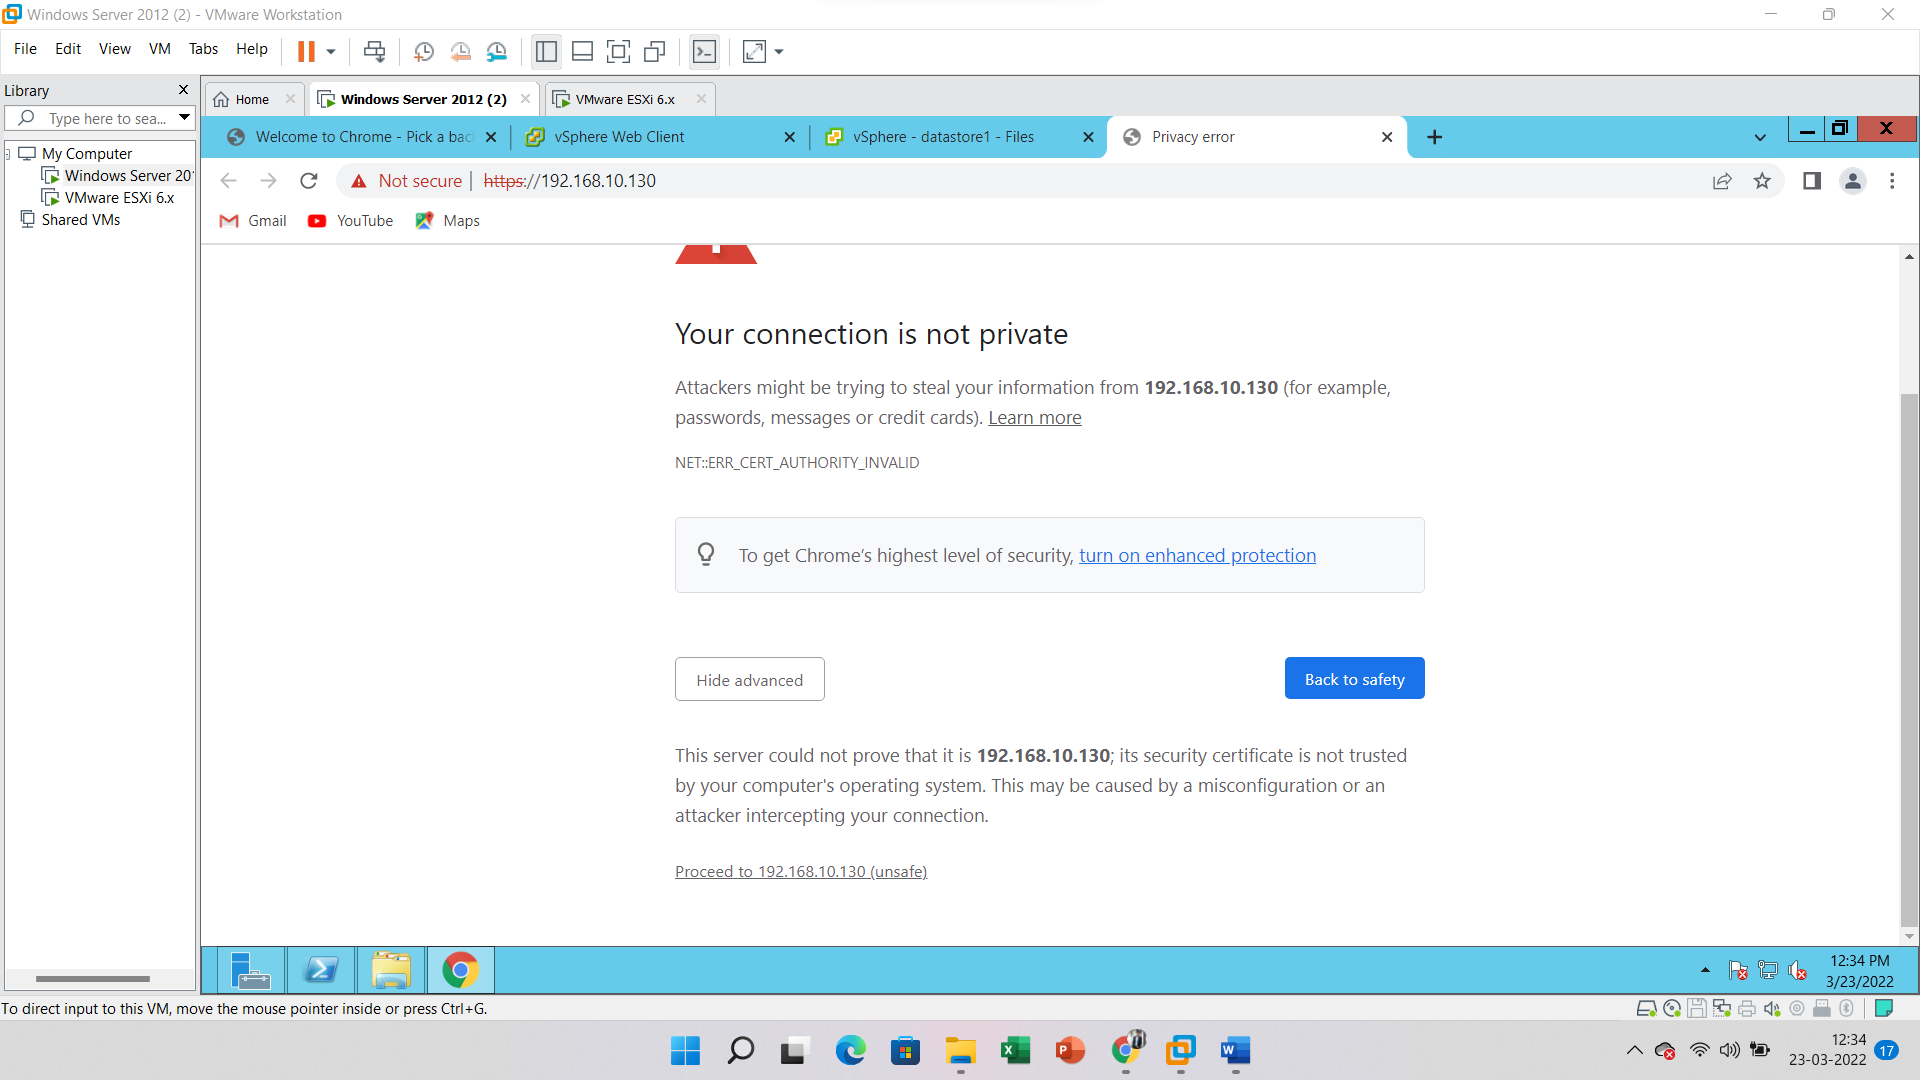 Windows Server 2012 (2) - VMware Workstation
File Edit View VM Tabs Help
Library
Type here to sea...
My Computer
Windows Server 20
VMware ESXi 6.x
Shared VMs
Home
Windows Server 2012 (2)
VMware ESXi 6.x
Welcome to Chrome - Pick a bac
vSphere Web Client
vSphere - datastore1 - Files
Privacy error
Not secure
https://192.168.10.130
Gmail
YouTube
Maps
Your connection is not private
Attackers might be trying to steal your information from 192.168.10.130 (for example,
passwords, messages or credit cards). Learn more
NET::ERR_CERT_AUTHORITY_INVALID
To get Chrome’s highest level of security, turn on enhanced protection
Hide advanced
Back to safety
This server could not prove that it is 192.168.10.130; its security certificate is not trusted
by your computer's operating system. This may be caused by a misconfiguration or an
attacker intercepting your connection.
Proceed to 192.168.10.130 (unsafe)
12:34 PM
3/23/2022
To direct input to this VM, move the mouse pointer inside or press Ctrl+G.
12:34
23-03-2022
17